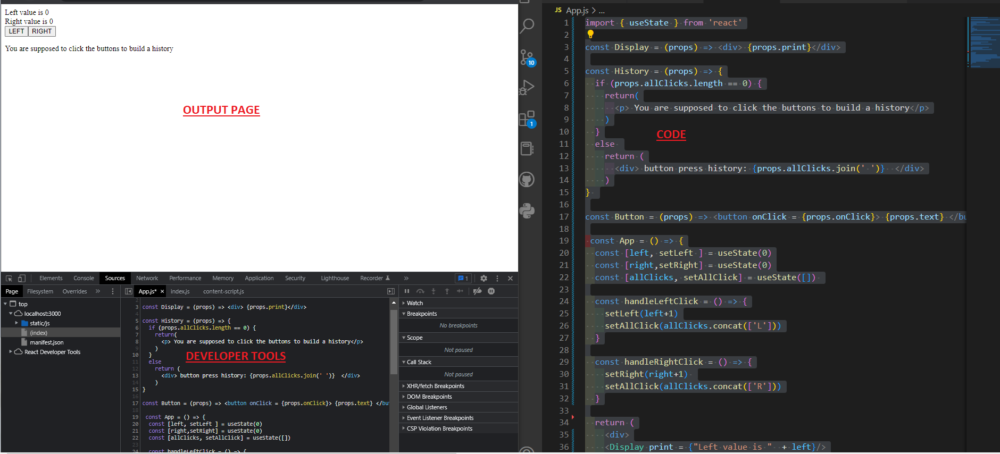 Left value is 0
Right value is 0
LEFT RIGHT
You are supposed to click the buttons to build a history
OUTPUT PAGE
Elements Console Sources Network Performance Memory Application Security Lighthouse Recorder » 1
Page Filesystem Overrides »
App.js* × index.js content-script.js
top
localhost:3000
static/js
(index)
manifest.json
React Developer Tools
2
3 const Display = (props) => <div> {props.print}</div>
4
5 const History = (props) => {
6 if (props.allClicks.length == 0) {
7 return(
8 <p> You are supposed to click the buttons to build a history</p>
9 )
10 }
11 else
12 return (
13 <div> button press history: {props.allClicks.join(' ')}  </div>
14 )
15 }
16
17 const Button = (props) => <button onClick = {props.onClick}> {props.text} </but
18
19 const App = () => {
20 const [left, setLeft ] = useState(0)
21 const [right,setRight] = useState(0)
22 const [allClicks, setAllClick] = useState([])
23
24 const handleLeftClick = () => {
DEVELOPER TOOLS
Watch
Breakpoints
No breakpoints
Scope
Not paused
Call Stack
Not paused
XHR/fetch Breakpoints
DOM Breakpoints
Global Listeners
Event Listener Breakpoints
CSP Violation Breakpoints
10
1
JS App.js > ...
1 import { useState } from 'react'
2
3 const Display = (props) => <div> {props.print}</div>
4
5 const History = (props) => {
6 if (props.allClicks.length == 0) {
7 return(
8 <p> You are supposed to click the buttons to build a history</p>
9 )
10 }
11 else
12 return (
13 <div> button press history: {props.allClicks.join(' ')}  </div>
14 )
15 }
16
17 const Button = (props) => <button onClick = {props.onClick}> {props.text} </bu
18
19 const App = () => {
20 const [left, setLeft ] = useState(0)
21 const [right,setRight] = useState(0)
22 const [allClicks, setAllClick] = useState([])
23
24 const handleLeftClick = () => {
25 setLeft(left+1)
26 setAllClick(allClicks.concat(['L']))
27 }
28
29 const handleRightClick = () => {
30 setRight(right+1)
31 setAllClick(allClicks.concat(['R']))
32 }
33
34 return (
35 <div>
36 <Display print = {"Left value is "  + left}/>
CODE